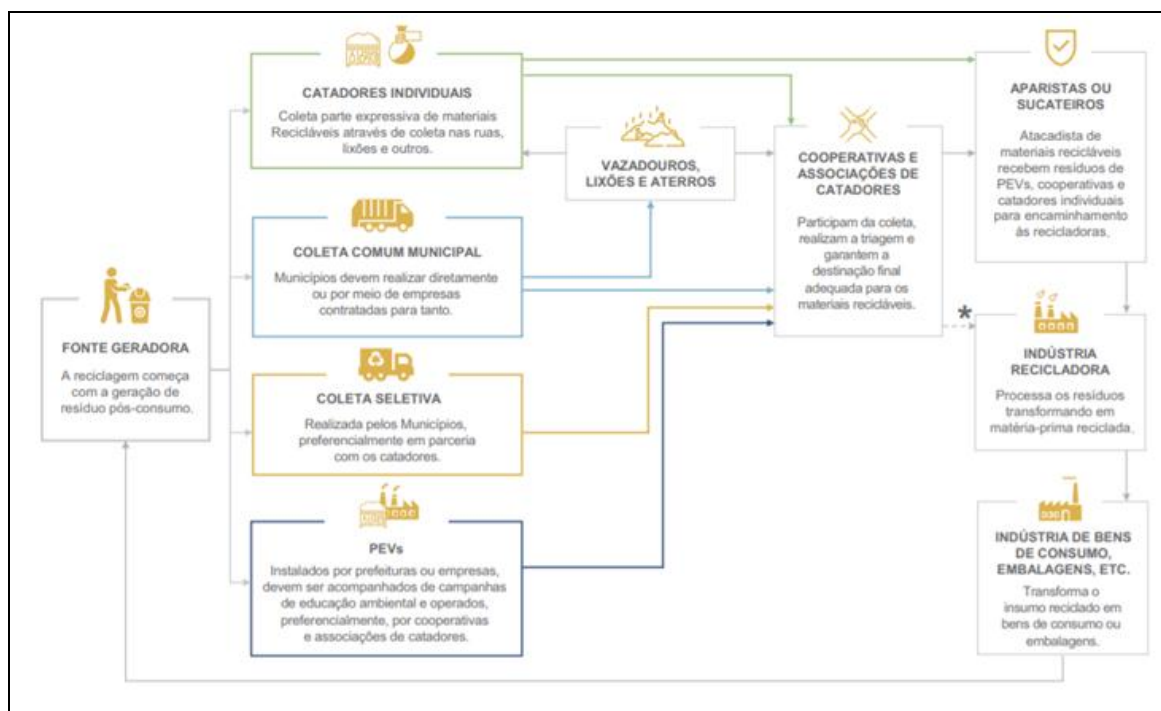 FONTE GERADORA
A reciclagem começa
com a geração de
resíduo pós-consumo.
CATADORES INDIVIDUAIS
Coleta parte expressiva de materiais
Recicláveis através de coleta nas ruas,
lixões e outros.
COLETA COMUM MUNICIPAL
Municípios devem realizar diretamente
ou por meio de empresas
contratadas para tanto.
COLETA SELETIVA
Realizada pelos Municípios,
preferencialmente em parceria
com os catadores.
PEVs
Instalados por prefeituras ou empresas,
devem ser acompanhados de campanhas
de educação ambiental e operados,
preferencialmente, por cooperativas
e associações de catadores.
VAZADOUROS,
LIXÕES E ATERROS
COOPERATIVAS E
ASSOCIAÇÕES DE
CATADORES
Participam da coleta,
realizam a triagem e
garantem a
destinação final
adequada para os
materiais recicláveis.
*
APARISTAS OU
SUCATEIROS
Atacadista de
materiais recicláveis
recebem resíduos de
PEVs, cooperativas e
catadores individuais
para encaminhamento
às recicladoras.
INDÚSTRIA
RECICLADORA
Processa os resíduos
transformando em
matéria-prima reciclada.
INDÚSTRIA DE BENS
DE CONSUMO,
EMBALAGENS, ETC.
Transforma o
insumo reciclado em
bens de consumo ou
embalagens.